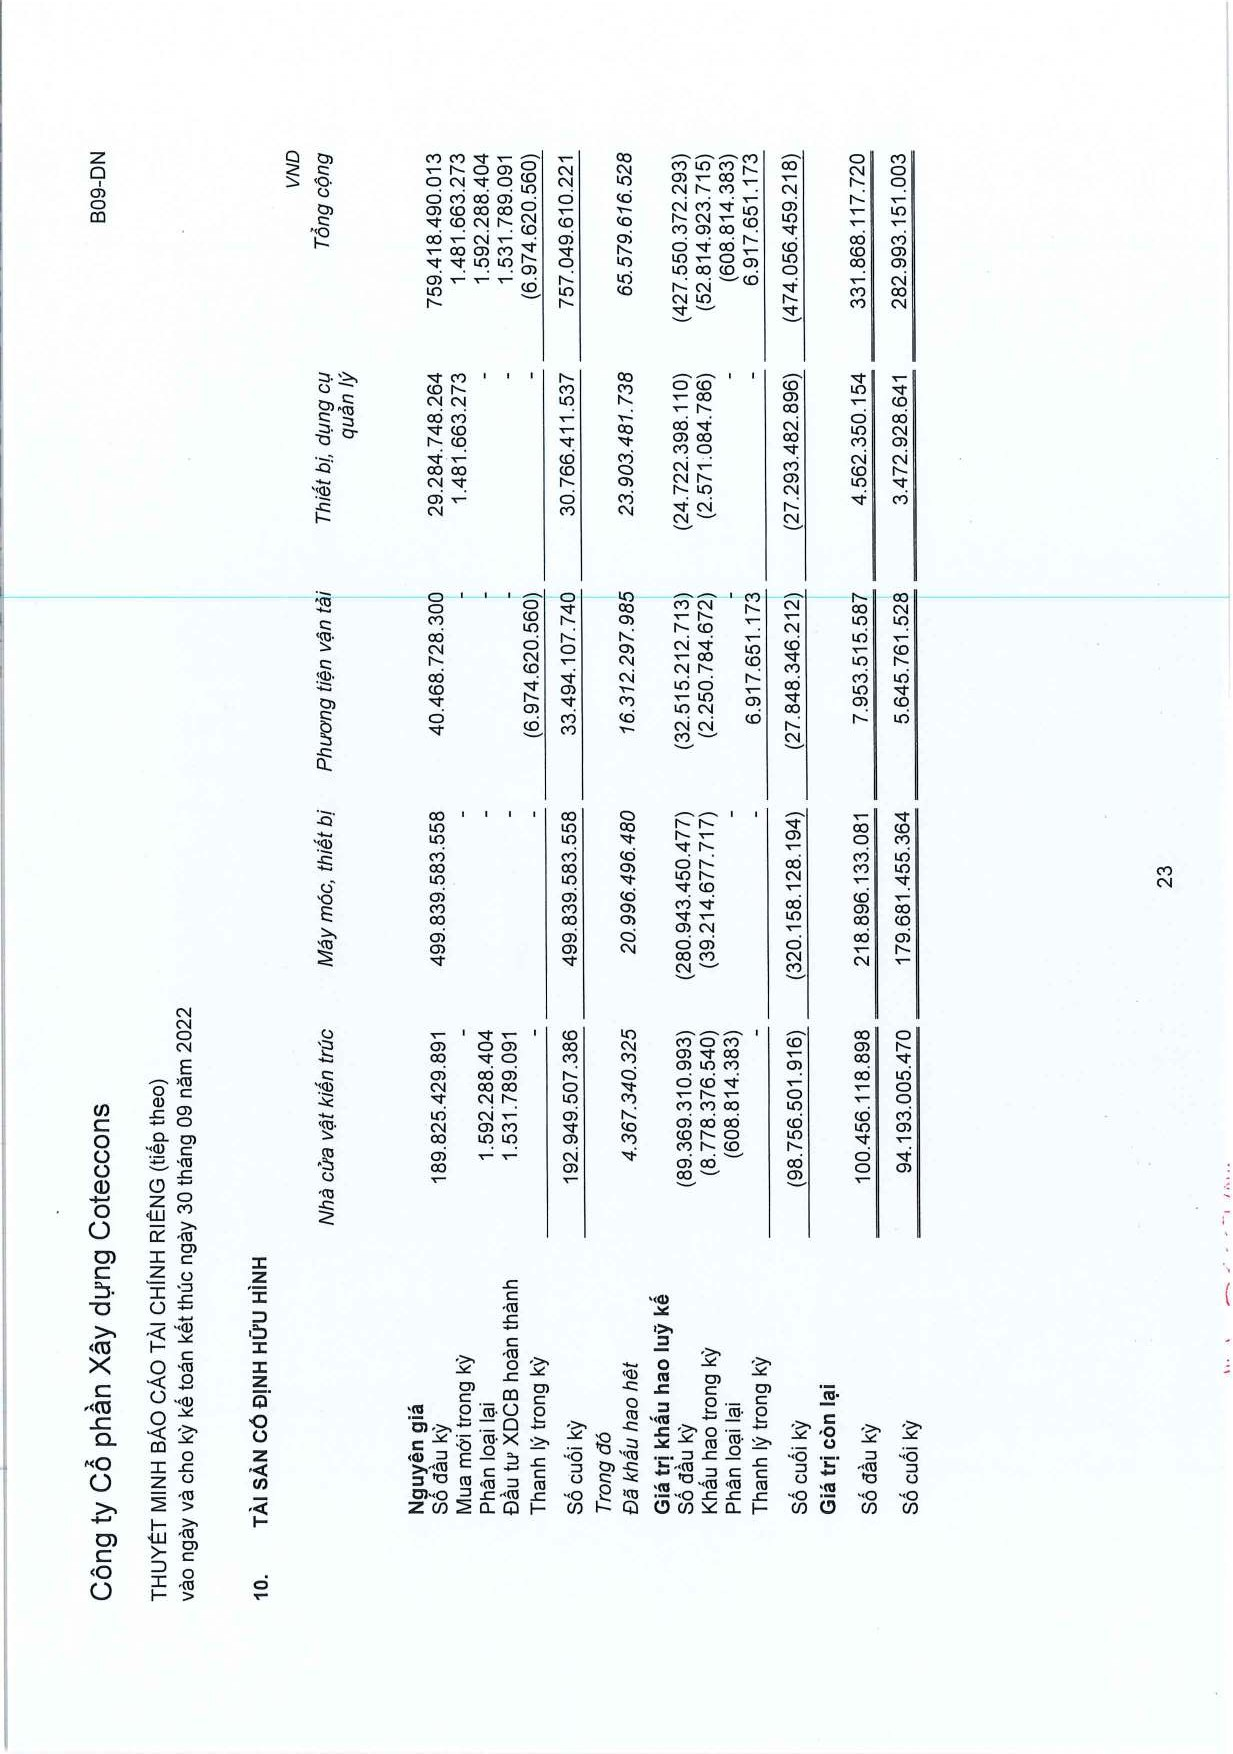 Công ty Cổ phần Xây dựng Coteccons B09-DN
THUYẾT MINH BÁO CÁO TÀI CHÍNH RIÊNG (tiếp theo)
vào ngày và cho kỳ kế toán kết thúc ngày 30 tháng 09 năm 2022
10. TÀI SẢN CỐ ĐỊNH HỮU HÌNH
VND
Nhà cửa vật kiến trúc Máy móc, thiết bị Phương tiện vận tải Thiết bị, dụng cụ quản lý Tổng cộng
Nguyên giá
Số đầu kỳ 189.825.429.891 499.839.583.558 40.468.728.300 29.284.748.264 759.418.490.013
Mua mới trong kỳ - - - 1.481.663.273 1.481.663.273
Phân loại lại 1.592.288.404 - - - 1.592.288.404
Đầu tư XDCB hoàn thành 1.531.789.091 - - - 1.531.789.091
Thanh lý trong kỳ - - (6.974.620.560) - (6.974.620.560)
Số cuối kỳ 192.949.507.386 499.839.583.558 33.494.107.740 30.766.411.537 757.049.610.221
Trong đó
Đã khấu hao hết 4.367.340.325 20.996.496.480 16.312.297.985 23.903.481.738 65.579.616.528
Giá trị khấu hao luỹ kế
Số đầu kỳ (89.369.310.993) (280.943.450.477) (32.515.212.713) (24.722.398.110) (427.550.372.293)
Khấu hao trong kỳ (8.778.376.540) (39.214.677.717) (2.250.784.672) (2.571.084.786) (52.814.923.715)
Phân loại lại (608.814.383) - - - (608.814.383)
Thanh lý trong kỳ - - 6.917.651.173 - 6.917.651.173
Số cuối kỳ (98.756.501.916) (320.158.128.194) (27.848.346.212) (27.293.482.896) (474.056.459.218)
Giá trị còn lại
Số đầu kỳ 100.456.118.898 218.896.133.081 7.953.515.587 4.562.350.154 331.868.117.720
Số cuối kỳ 94.193.005.470 179.681.455.364 5.645.761.528 3.472.928.641 282.993.151.003
23